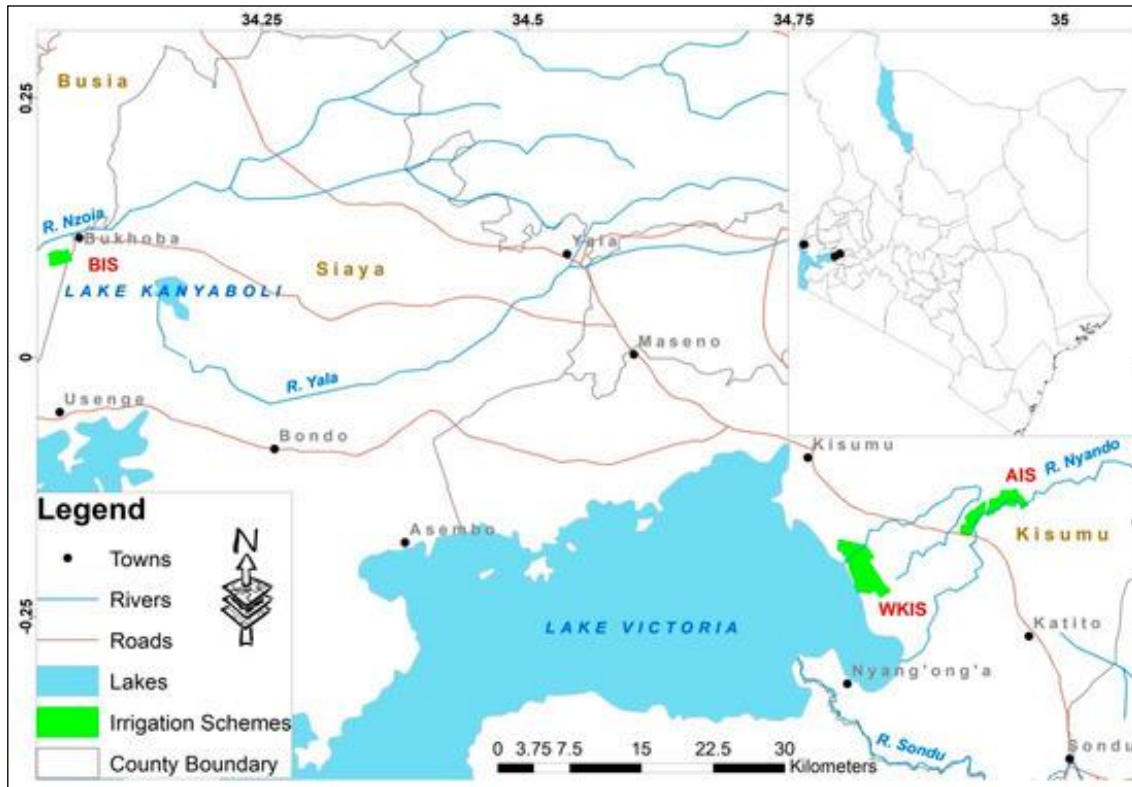 34.25
34.5
34.75
35
0.25
0
-0.25
Busia
R. Nzoia
Bukhoba
BIS
Siaya
Yala
LAKE KANYABOLI
Maseno
R. Yala
Usenge
Bondo
Kisumu
AIS
R. Nyando
Kisumu
Asembo
WKIS
LAKE VICTORIA
Katito
Nyang'ong'a
R. Sondu
Sondu
Legend
N
Towns
Rivers
Roads
Lakes
Irrigation Schemes
County Boundary
0 3.75 7.5 15 22.5 30
Kilometers